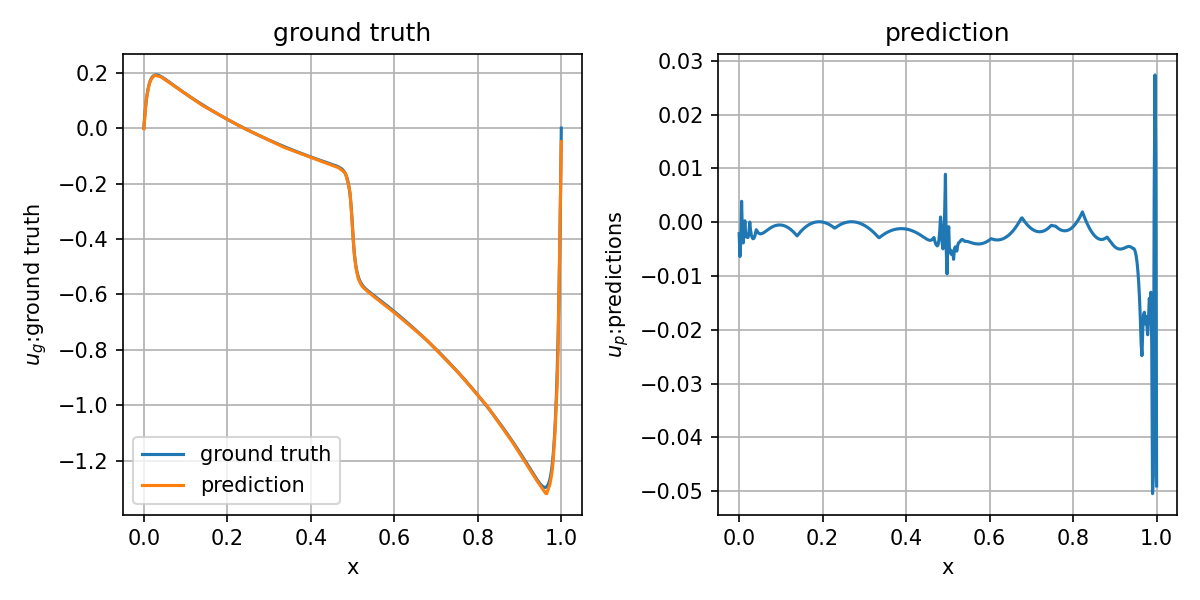 ground truth
0.2
0.0
−0.2
−0.4
−0.6
−0.8
−1.0
−1.2
u_g:ground truth
ground truth
prediction
0.0 0.2 0.4 0.6 0.8 1.0
x
prediction
0.03
0.02
0.01
0.00
−0.01
−0.02
−0.03
−0.04
−0.05
u_p:predictions
0.0 0.2 0.4 0.6 0.8 1.0
x